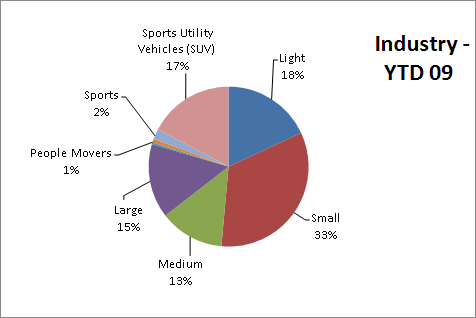 Industry -
YTD 09
Sports Utility
Vehicles (SUV)
17%
Light
18%
Sports
2%
People Movers
1%
Large
15%
Small
33%
Medium
13%